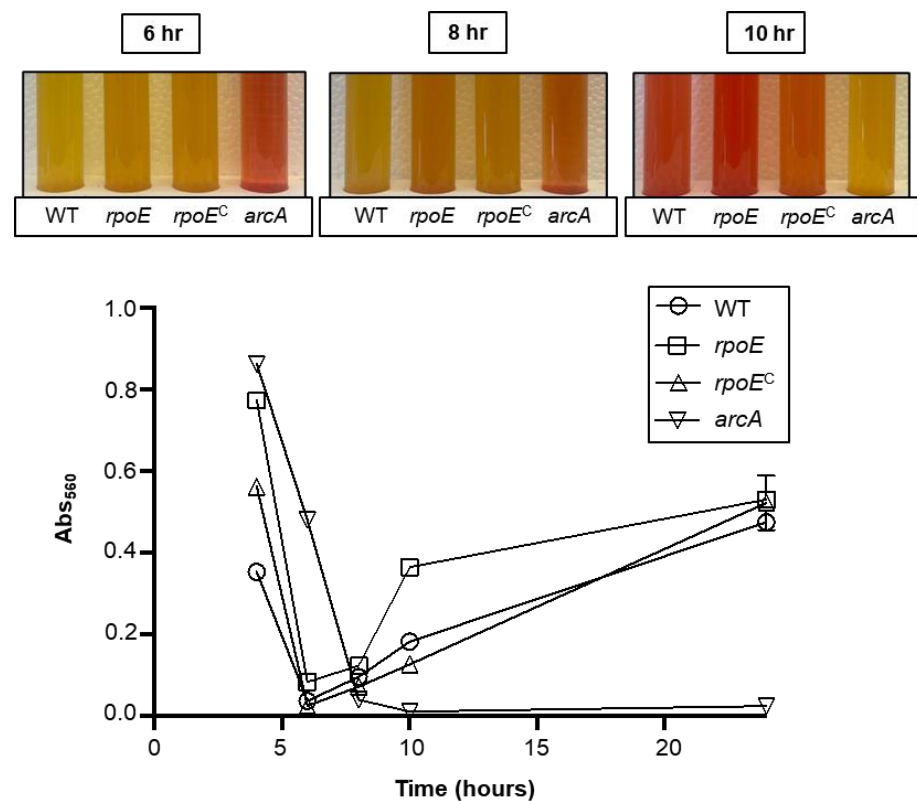 6 hr
8 hr
10 hr
WT rpoE rpoEᶜ arcA
WT rpoE rpoEᶜ arcA
WT rpoE rpoEᶜ arcA
WT
rpoE
rpoEᶜ
arcA
1.0
0.8
0.6
0.4
0.2
0.0
Abs₅₆₀
0 5 10 15 20
Time (hours)